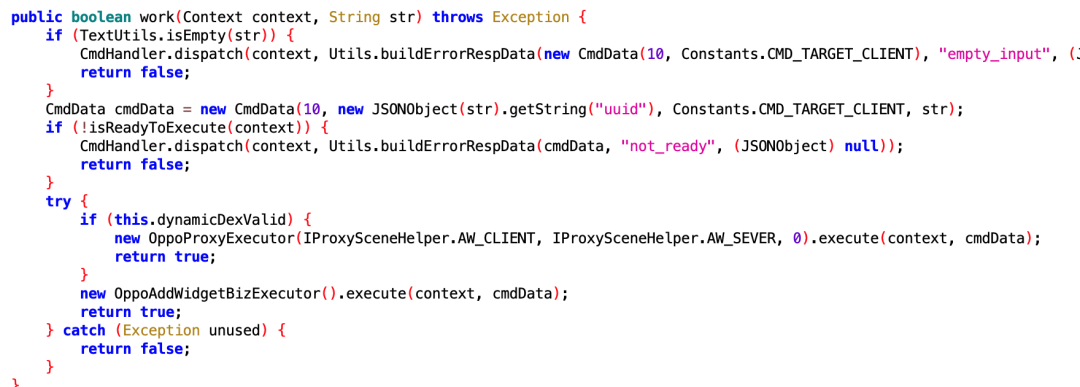 public boolean work(Context context, String str) throws Exception {
    if (TextUtils.isEmpty(str)) {
        CmdHandler.dispatch(context, Utils.buildErrorRespData(new CmdData(10, Constants.CMD_TARGET_CLIENT), "empty_input", (J
        return false;
    }
    CmdData cmdData = new CmdData(10, new JSONObject(str).getString("uuid"), Constants.CMD_TARGET_CLIENT, str);
    if (!isReadyToExecute(context)) {
        CmdHandler.dispatch(context, Utils.buildErrorRespData(cmdData, "not_ready", (JSONObject) null));
        return false;
    }
    try {
        if (this.dynamicDexValid) {
            new OppoProxyExecutor(IProxySceneHelper.AW_CLIENT, IProxySceneHelper.AW_SEVER, 0).execute(context, cmdData);
            return true;
        }
        new OppoAddWidgetBizExecutor().execute(context, cmdData);
        return true;
    } catch (Exception unused) {
        return false;
    }
}